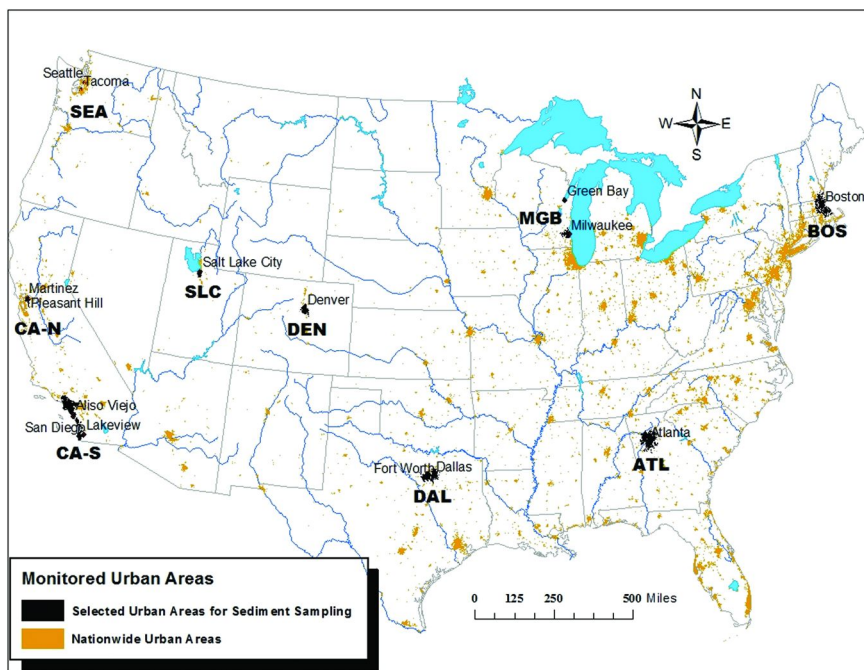 Seattle
Tacoma
SEA
N
W E
S
Green Bay
MGB
Milwaukee
Boston
BOS
Salt Lake City
SLC
Martinez
Pleasant Hill
CA-N
Denver
DEN
Aliso Viejo
San Diego
Lakeview
CA-S
Atlanta
ATL
Fort Worth
Dallas
DAL
Monitored Urban Areas
Selected Urban Areas for Sediment Sampling
Nationwide Urban Areas
0 125 250 500 Miles